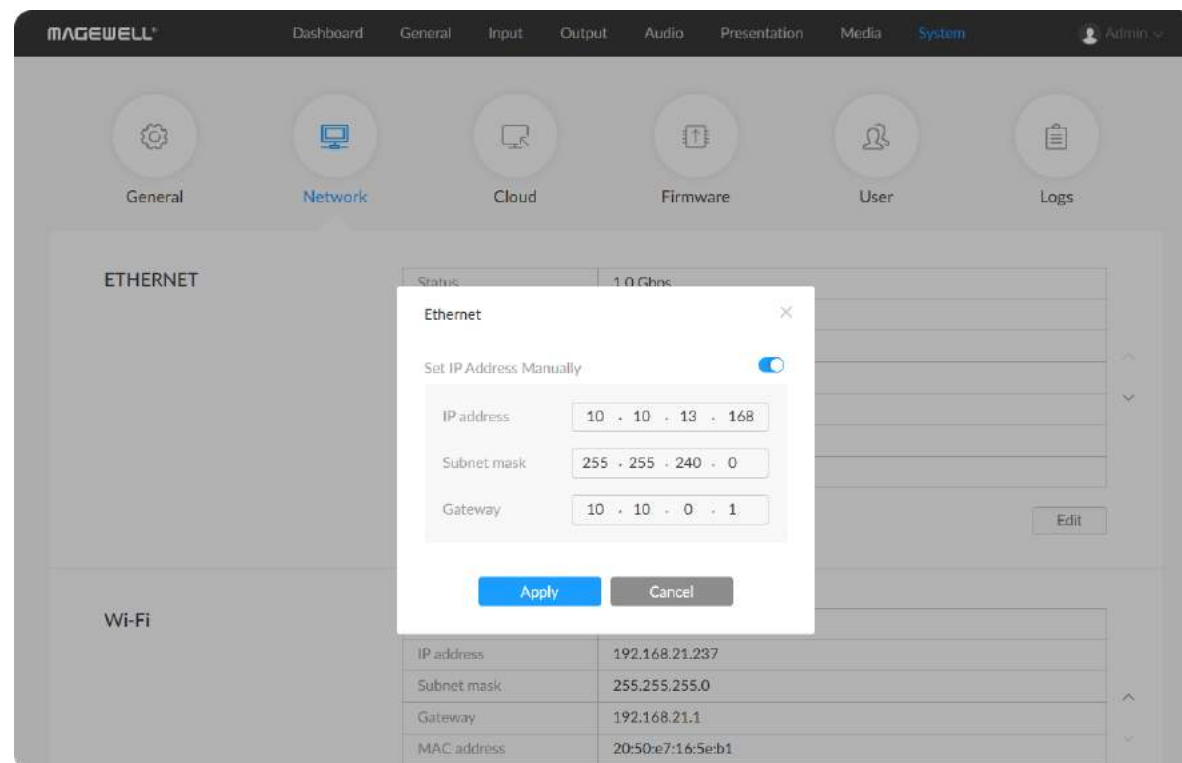 MAGEWELL® Dashboard General Input Output Audio Presentation Media System Admin
General Network Cloud Firmware User Logs
ETHERNET
Status 1.0 Gbps
Ethernet
Set IP Address Manually
IP address 10 . 10 . 13 . 168
Subnet mask 255 . 255 . 240 . 0
Gateway 10 . 10 . 0 . 1
Edit
Apply Cancel
Wi-Fi
IP address 192.168.21.237
Subnet mask 255.255.255.0
Gateway 192.168.21.1
MAC address 20:50:e7:16:5e:b1